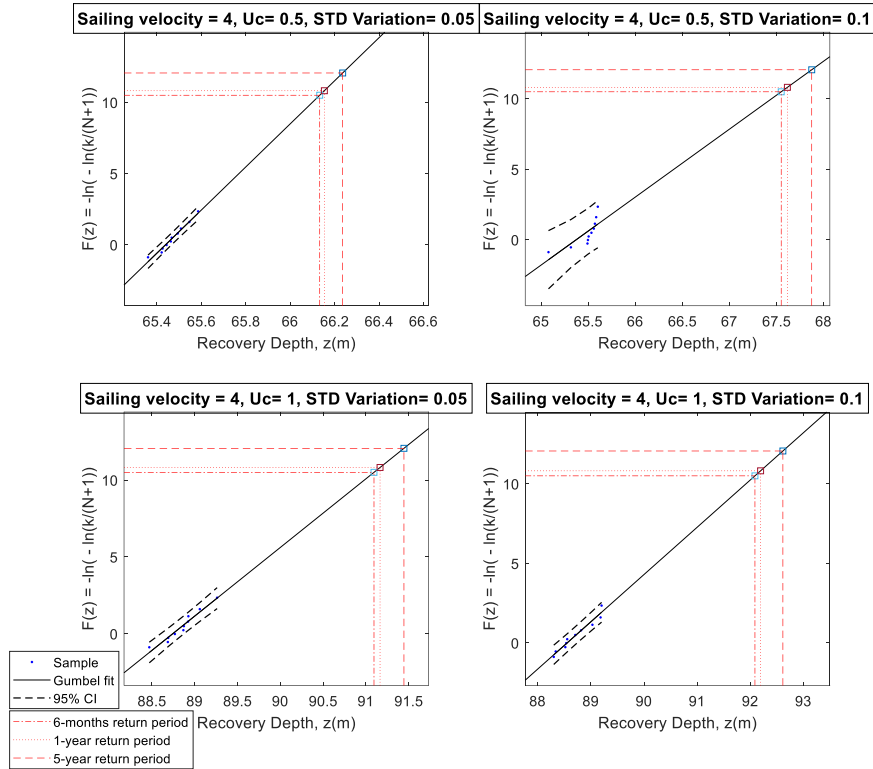 Sailing velocity = 4, Uc= 0.5, STD Variation= 0.05
F(z) = -ln( - ln(k/(N+1))
10
5
0
65.4 65.6 65.8 66 66.2 66.4 66.6
Recovery Depth, z(m)
Sailing velocity = 4, Uc= 0.5, STD Variation= 0.1
F(z) = -ln( - ln(k/(N+1))
10
5
0
65 65.5 66 66.5 67 67.5 68
Recovery Depth, z(m)
Sailing velocity = 4, Uc= 1, STD Variation= 0.05
F(z) = -ln( - ln(k/(N+1))
10
5
0
88.5 89 89.5 90 90.5 91 91.5
Recovery Depth, z(m)
Sailing velocity = 4, Uc= 1, STD Variation= 0.1
F(z) = -ln( - ln(k/(N+1))
10
5
0
88 89 90 91 92 93
Recovery Depth, z(m)
Sample
Gumbel fit
95% CI
6-months return period
1-year return period
5-year return period